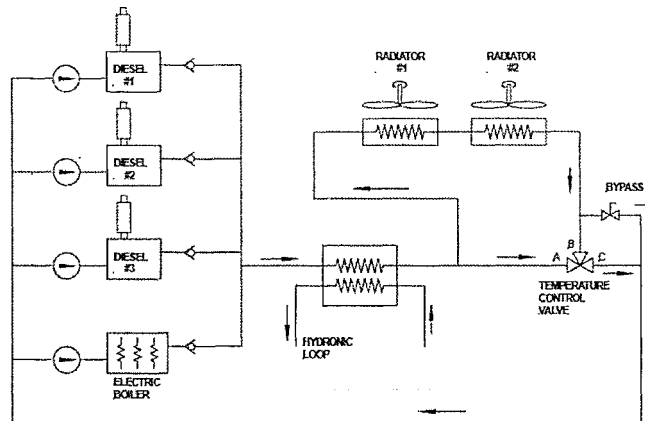 RADIATOR
#1
RADIATOR
#2
DIESEL
#1
DIESEL
#2
DIESEL
#3
BYPASS
A
B
C
TEMPERATURE
CONTROL
VALVE
HYDRONIC
LOOP
ELECTRIC
BOILER